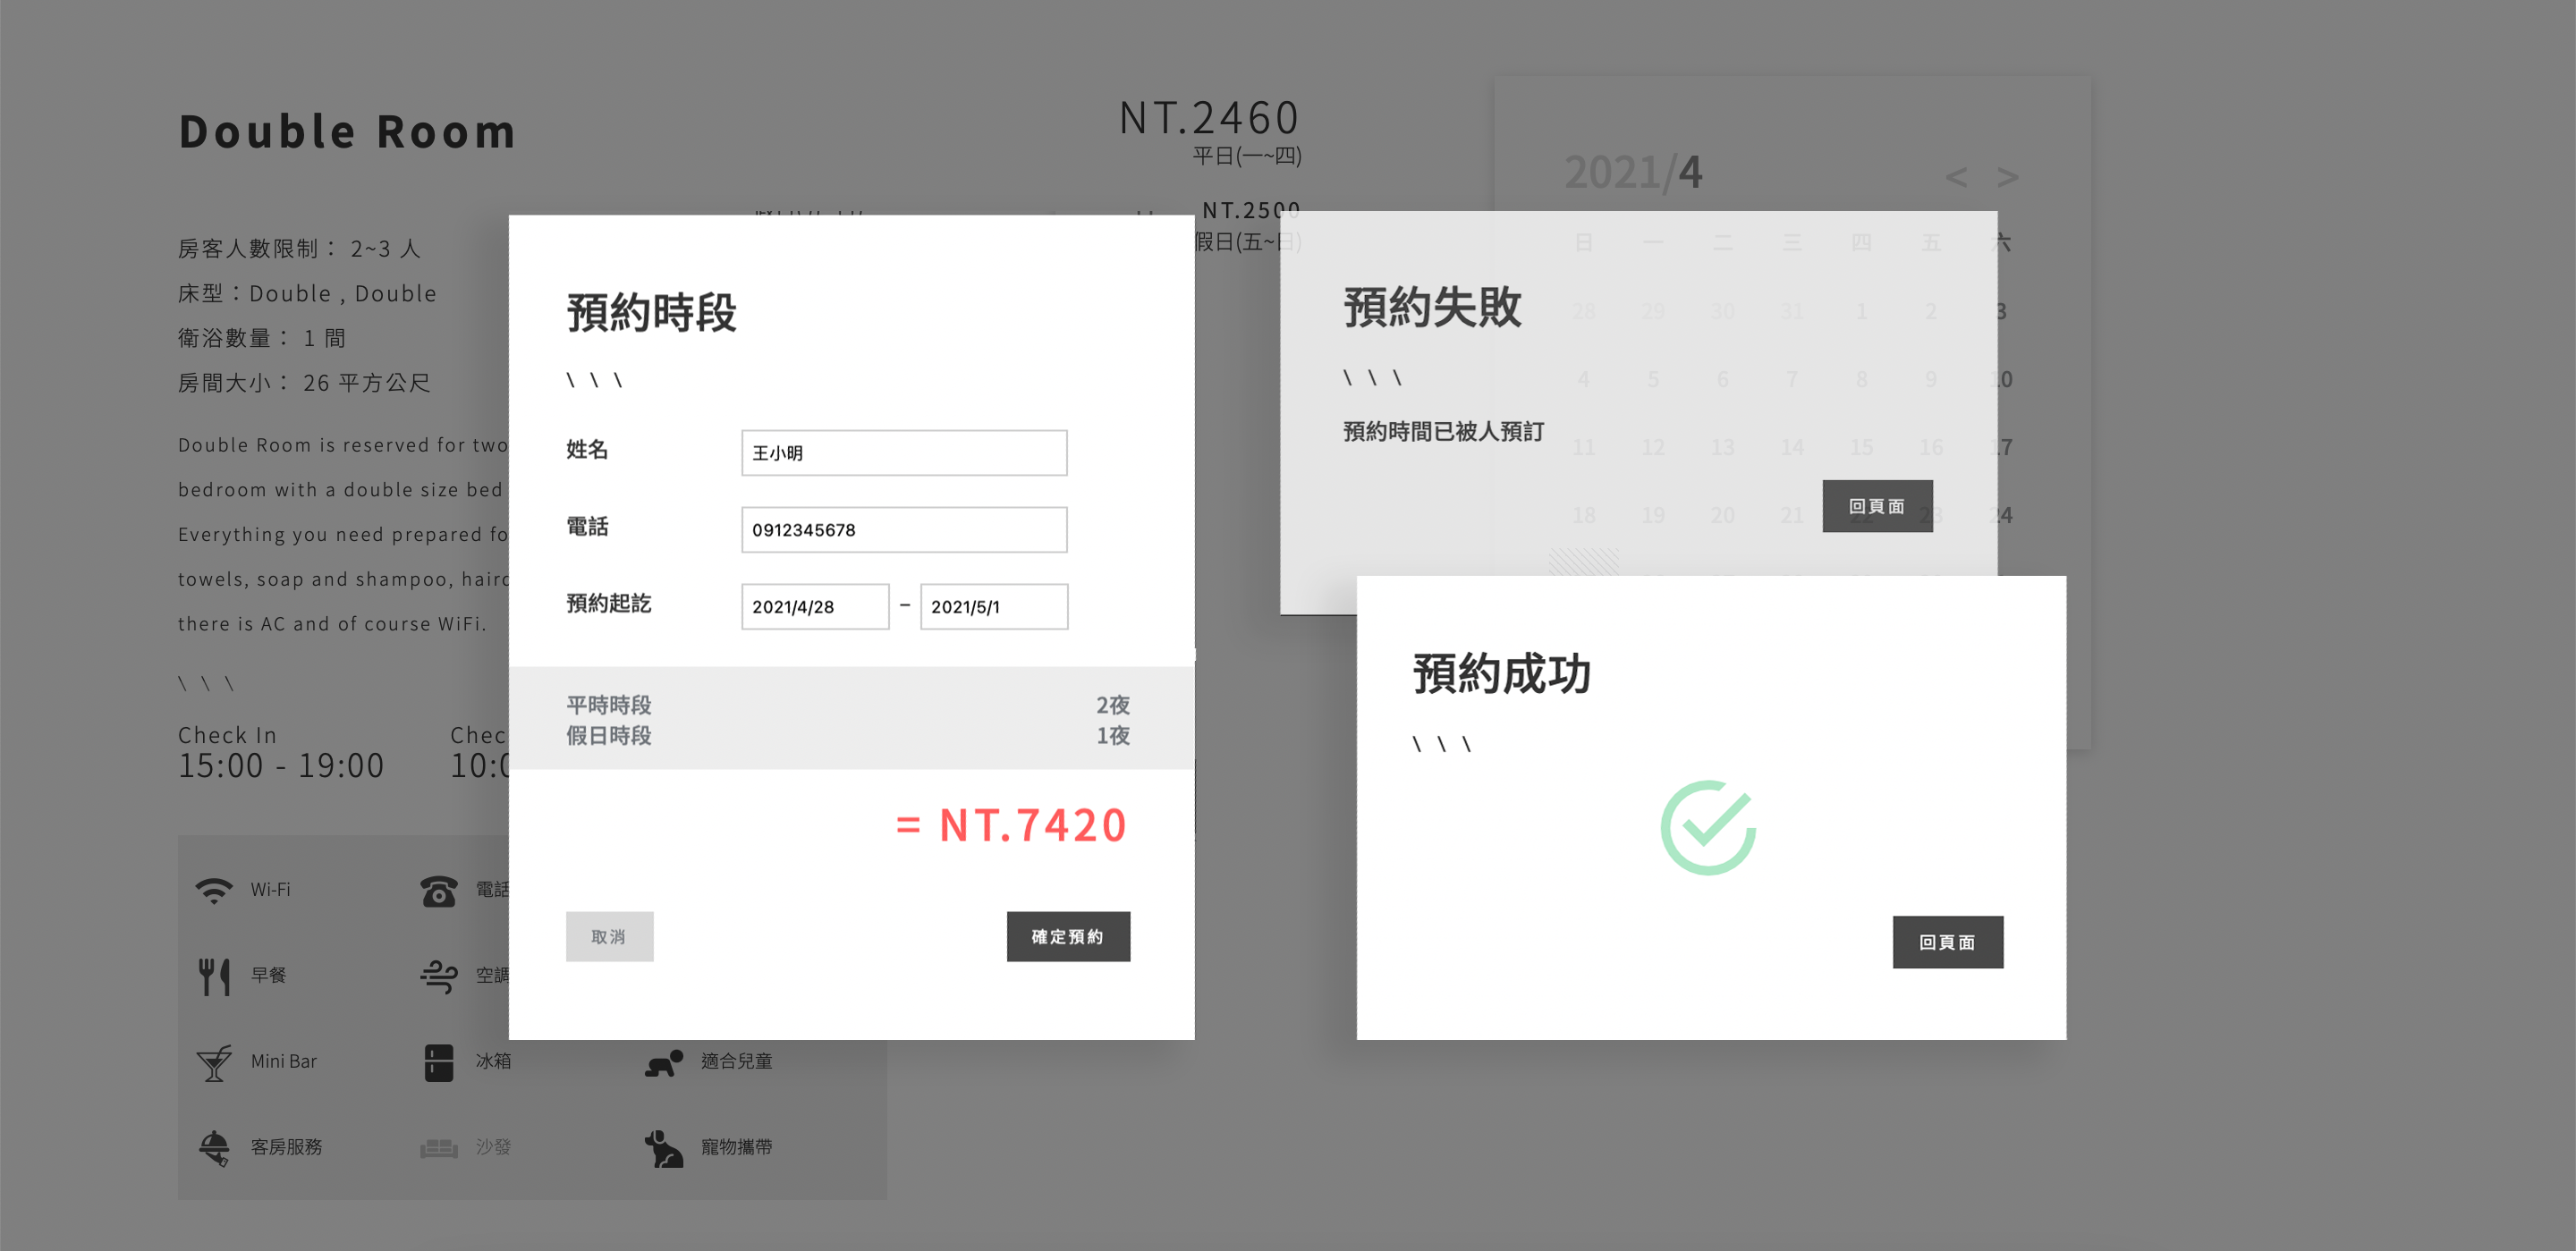 Double Room
NT.2460
平日(一~四)
NT.2500
假日(五~日)
房客人數限制： 2~3 人
床型：Double , Double
衛浴數量： 1 間
房間大小： 26 平方公尺
Double Room is reserved for two
bedroom with a double size bed
Everything you need prepared fo
towels, soap and shampoo, haird
there is AC and of course WiFi.
\ \ \
Check In
15:00 - 19:00
Chec
10:0
Wi-Fi
電話
早餐
空調
Mini Bar
冰箱
適合兒童
客房服務
沙發
寵物攜帶
預約時段
\ \ \
姓名
王小明
電話
0912345678
預約起訖
2021/4/28 – 2021/5/1
平時時段 2夜
假日時段 1夜
= NT.7420
取消
確定預約
2021/4 < >
日 一 二 三 四 五 六
28 29 30 31 1 2 3
4 5 6 7 8 9 10
11 12 13 14 15 16 17
18 19 20 21 22 23 24
預約失敗
\ \ \
預約時間已被人預訂
回頁面
預約成功
\ \ \
回頁面